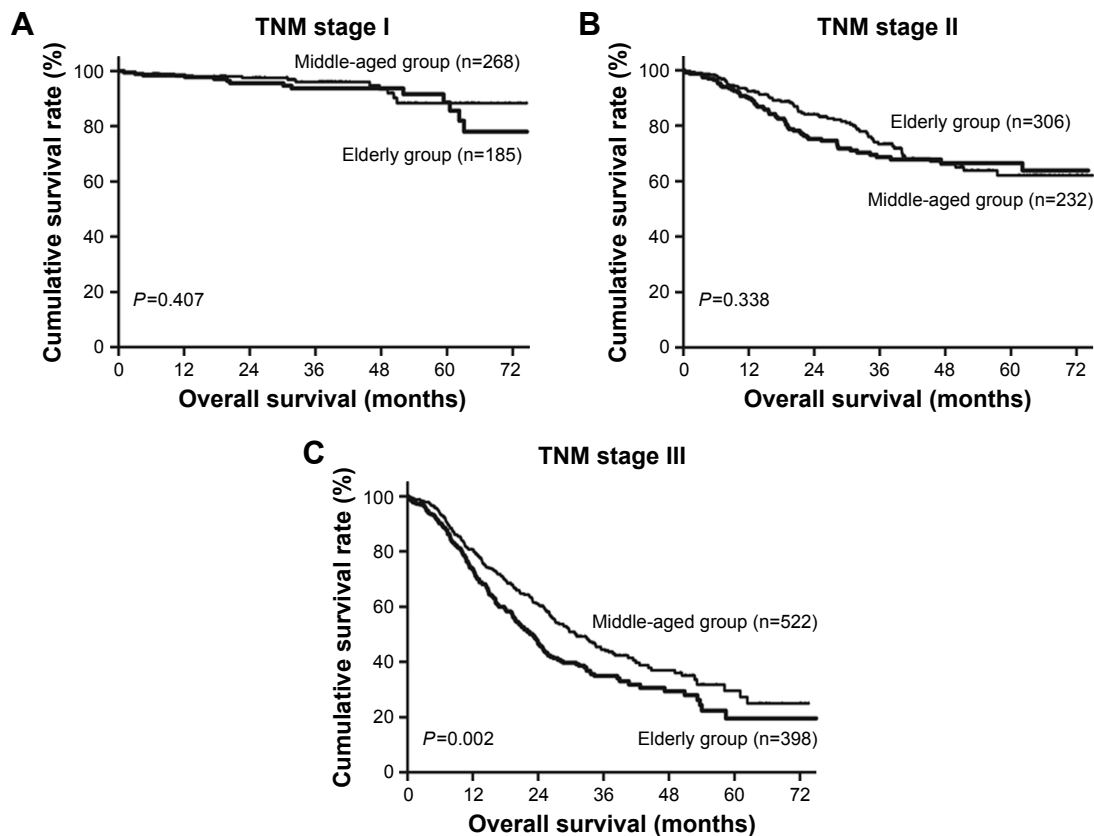 A
TNM stage I
Cumulative survival rate (%)
100
80
60
40
20
0
Middle-aged group (n=268)
Elderly group (n=185)
P=0.407
0 12 24 36 48 60 72
Overall survival (months)
B
TNM stage II
Cumulative survival rate (%)
100
80
60
40
20
0
Elderly group (n=306)
Middle-aged group (n=232)
P=0.338
0 12 24 36 48 60 72
Overall survival (months)
C
TNM stage III
Cumulative survival rate (%)
100
80
60
40
20
0
Middle-aged group (n=522)
Elderly group (n=398)
P=0.002
0 12 24 36 48 60 72
Overall survival (months)